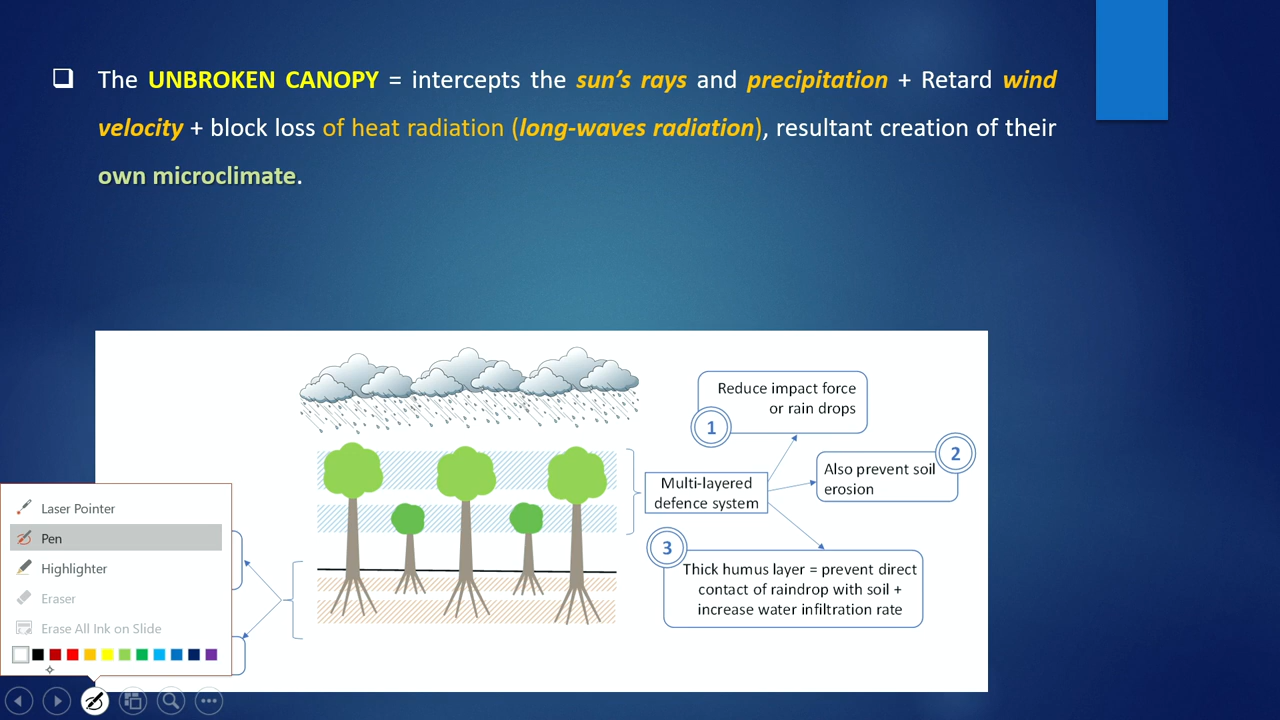 The UNBROKEN CANOPY = intercepts the sun's rays and precipitation + Retard wind
velocity + block loss of heat radiation (long-waves radiation), resultant creation of their
own microclimate.
Reduce impact force
or rain drops
1
2
Also prevent soil
erosion
Multi-layered
defence system
3
Thick humus layer = prevent direct
contact of raindrop with soil +
increase water infiltration rate
Laser Pointer
Pen
Highlighter
Eraser
Erase All Ink on Slide